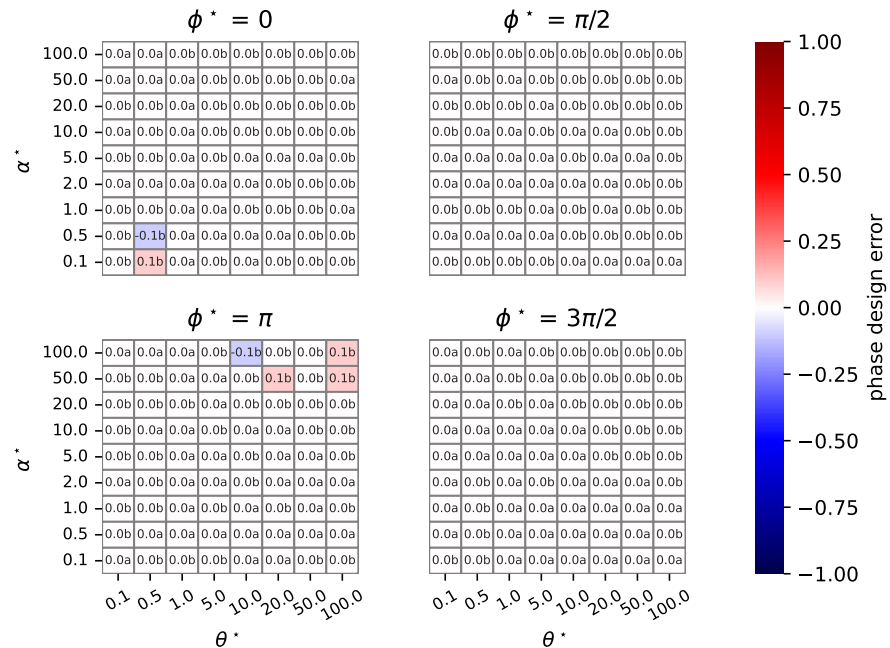 ϕ* = 0
ϕ* = π/2
100.0 0.0a 0.0a 0.0b 0.0b 0.0b 0.0b 0.0b 0.0b 0.0b 0.0b 0.0b 0.0b 0.0b 0.0b 0.0b 0.0b 1.00
50.0 0.0a 0.0a 0.0a 0.0b 0.0b 0.0b 0.0b 0.0a 0.0a 0.0b 0.0b 0.0a 0.0a 0.0b 0.0b 0.0b
20.0 0.0b 0.0b 0.0b 0.0a 0.0b 0.0b 0.0b 0.0b 0.0b 0.0b 0.0b 0.0b 0.0b 0.0b 0.0b 0.0b 0.75
10.0 0.0a 0.0b 0.0a 0.0a 0.0a 0.0a 0.0a 0.0b 0.0b 0.0a 0.0a 0.0b 0.0a 0.0b 0.0b 0.0a
5.0 0.0b 0.0b 0.0a 0.0b 0.0b 0.0a 0.0b 0.0b 0.0b 0.0a 0.0b 0.0b 0.0a 0.0b 0.0b 0.0b 0.50
2.0 0.0a 0.0a 0.0b 0.0a 0.0a 0.0a 0.0a 0.0a 0.0b 0.0a 0.0a 0.0a 0.0b 0.0a 0.0a 0.0a
1.0 0.0b 0.0b 0.0a 0.0b 0.0b 0.0b 0.0b 0.0a 0.0b 0.0b 0.0b 0.0a 0.0b 0.0b 0.0a 0.0b 0.25
0.5 0.0b -0.1b 0.0a 0.0a 0.0b 0.0a 0.0b 0.0b 0.0b 0.0a 0.0b 0.0b 0.0a 0.0a 0.0b 0.0b
0.1 0.0b 0.1b 0.0a 0.0a 0.0a 0.0a 0.0b 0.0b 0.0b 0.0b 0.0b 0.0b 0.0b 0.0a 0.0a 0.0a
α*
0.00
phase design error
ϕ* = π
ϕ* = 3π/2
100.0 0.0a 0.0a 0.0a 0.0b -0.1b 0.0b 0.0b 0.1b 0.0a 0.0b 0.0b 0.0b 0.0b 0.0b 0.0b 0.0b
50.0 0.0b 0.0b 0.0a 0.0a 0.0b 0.1b 0.0b 0.1b 0.0a 0.0a 0.0b 0.0a 0.0b 0.0b 0.0b 0.0b -0.25
20.0 0.0b 0.0a 0.0b 0.0b 0.0b 0.0b 0.0b 0.0b 0.0a 0.0a 0.0b 0.0b 0.0b 0.0b 0.0b 0.0b
10.0 0.0a 0.0b 0.0b 0.0b 0.0b 0.0a 0.0a 0.0a 0.0a 0.0b 0.0a 0.0a 0.0b 0.0a 0.0b 0.0b -0.50
5.0 0.0a 0.0b 0.0a 0.0a 0.0a 0.0a 0.0a 0.0b 0.0a 0.0b 0.0b 0.0a 0.0a 0.0a 0.0b 0.0b
2.0 0.0a 0.0a 0.0b 0.0a 0.0a 0.0a 0.0a 0.0a 0.0a 0.0a 0.0a 0.0a 0.0b 0.0a 0.0a 0.0a -0.75
1.0 0.0a 0.0b 0.0b 0.0b 0.0a 0.0a 0.0a 0.0a 0.0a 0.0b 0.0b 0.0b 0.0a 0.0b 0.0a 0.0a
0.5 0.0a 0.0b 0.0a 0.0a 0.0a 0.0a 0.0b 0.0b 0.0a 0.0b 0.0a 0.0a 0.0a 0.0b 0.0b 0.0a
0.1 0.0a 0.0b 0.0b 0.0a 0.0a 0.0a 0.0a 0.0b 0.0b 0.0b 0.0a 0.0a 0.0a 0.0a 0.0a 0.0a -1.00
α*
0.1 0.5 1.0 5.0 10.0 20.0 50.0 100.0 0.1 0.5 1.0 5.0 10.0 20.0 50.0 100.0
θ*
θ*